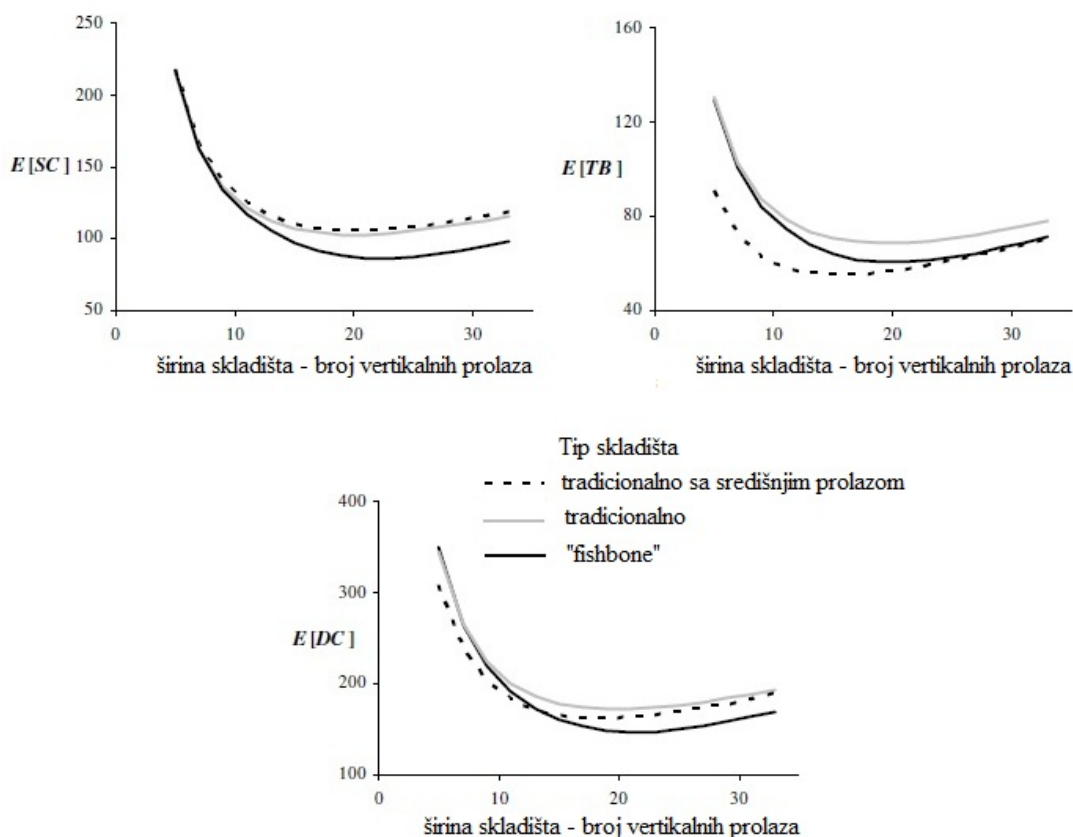 250
200
E [SC ] 150
100
50
0 10 20 30
širina skladišta - broj vertikalnih prolaza
160
120
E [TB ]
80
40
0 10 20 30
širina skladišta - broj vertikalnih prolaza
Tip skladišta
tradicionalno sa središnjim prolazom
tradicionalno
"fishbone"
400
300
E [DC ]
200
100
0 10 20 30
širina skladišta - broj vertikalnih prolaza